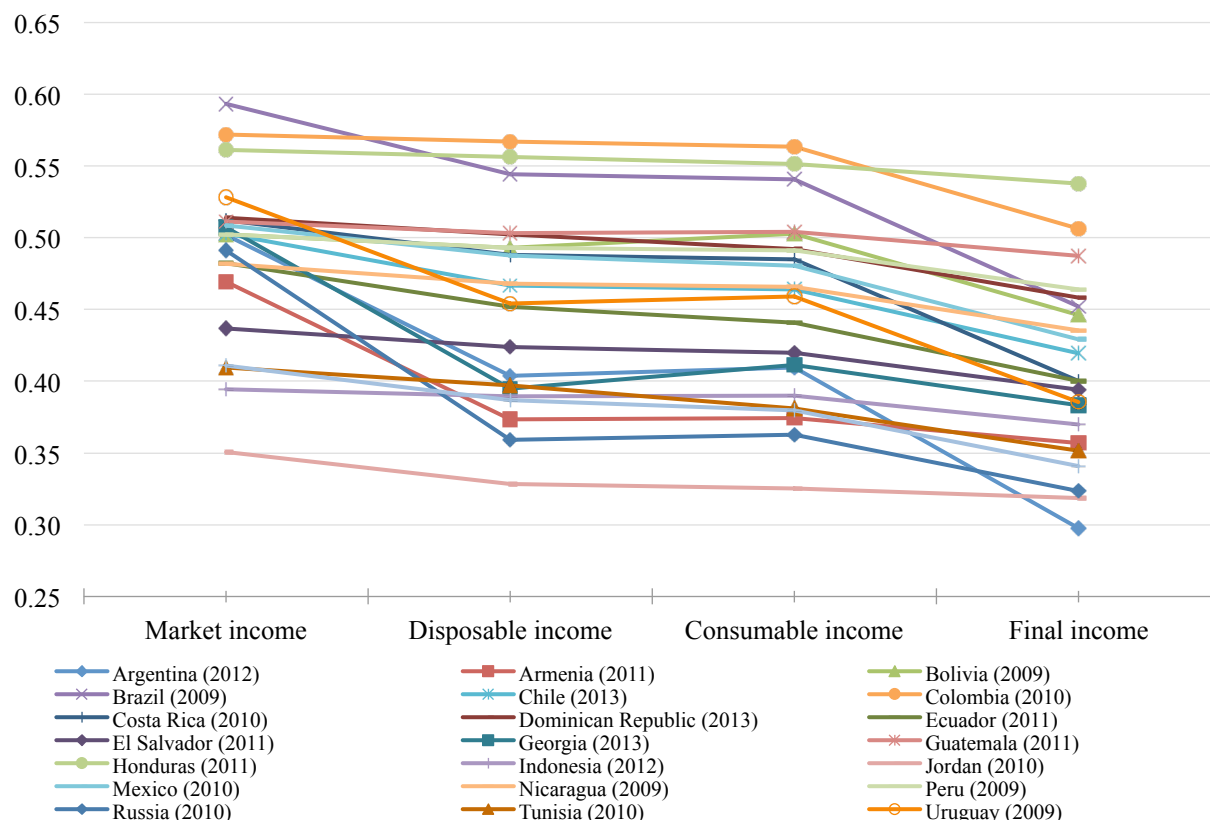 0.65
0.60
0.55
0.50
0.45
0.40
0.35
0.30
0.25
Market income Disposable income Consumable income Final income
Argentina (2012) Armenia (2011) Bolivia (2009)
Brazil (2009) Chile (2013) Colombia (2010)
Costa Rica (2010) Dominican Republic (2013) Ecuador (2011)
El Salvador (2011) Georgia (2013) Guatemala (2011)
Honduras (2011) Indonesia (2012) Jordan (2010)
Mexico (2010) Nicaragua (2009) Peru (2009)
Russia (2010) Tunisia (2010) Uruguay (2009)